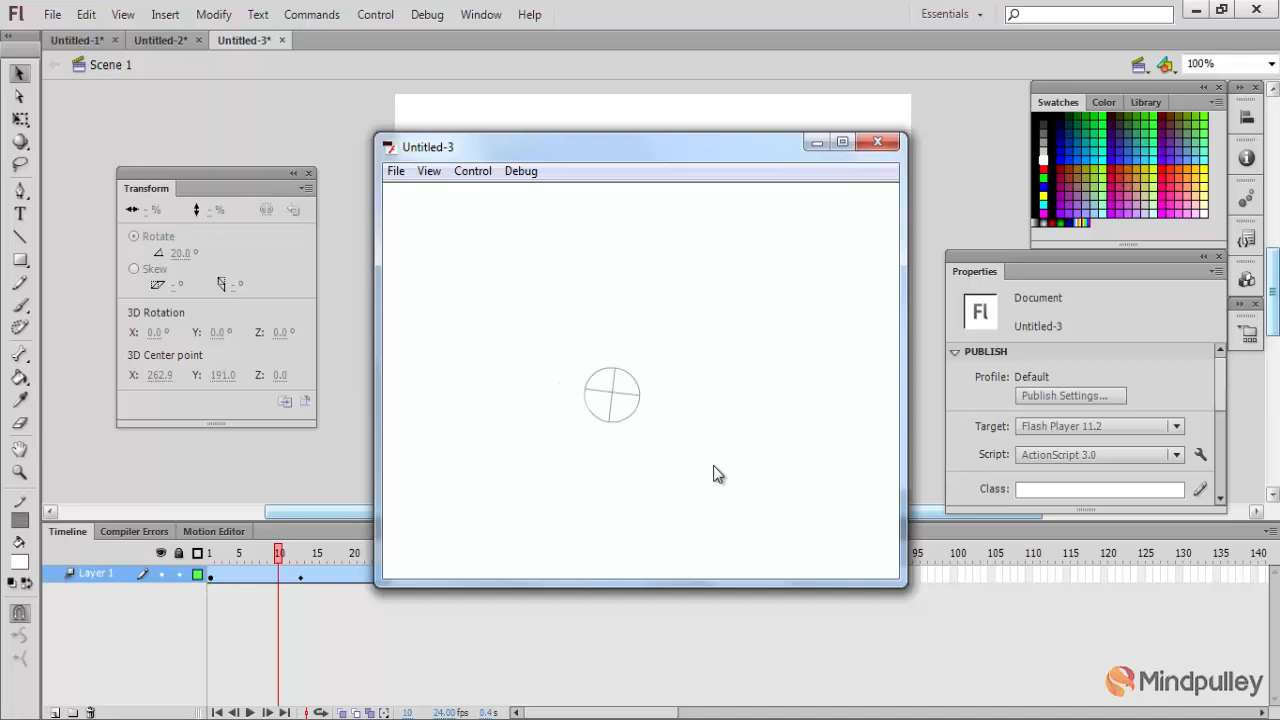 Fl File Edit View Insert Modify Text Commands Control Debug Window Help Essentials
Untitled-1* × Untitled-2* × Untitled-3* ×
Scene 1 100%
Swatches Color Library
Untitled-3
File View Control Debug
Transform
- % - %
Rotate
20.0 °
Skew
- ° - °
3D Rotation
X: 0.0 ° Y: 0.0 ° Z: 0.0 °
3D Center point
X: 262.9 Y: 191.0 Z: 0.0
Properties
Fl Document
Untitled-3
PUBLISH
Profile: Default
Publish Settings...
Target: Flash Player 11.2
Script: ActionScript 3.0
Class:
Timeline Compiler Errors Motion Editor
1 5 10 15 20 95 100 105 110 115 120 125 130 135 140
Layer 1
10 24.00 fps 0.4 s
Mindpulley